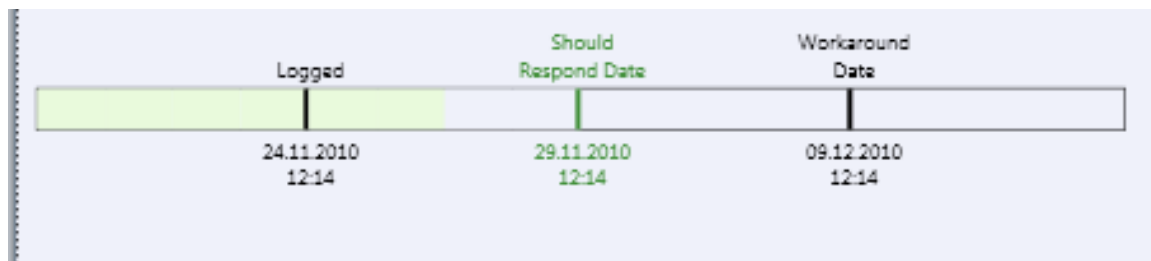 Logged
Should
Respond Date
Workaround
Date
24.11.2010
12:14
29.11.2010
12:14
09.12.2010
12:14